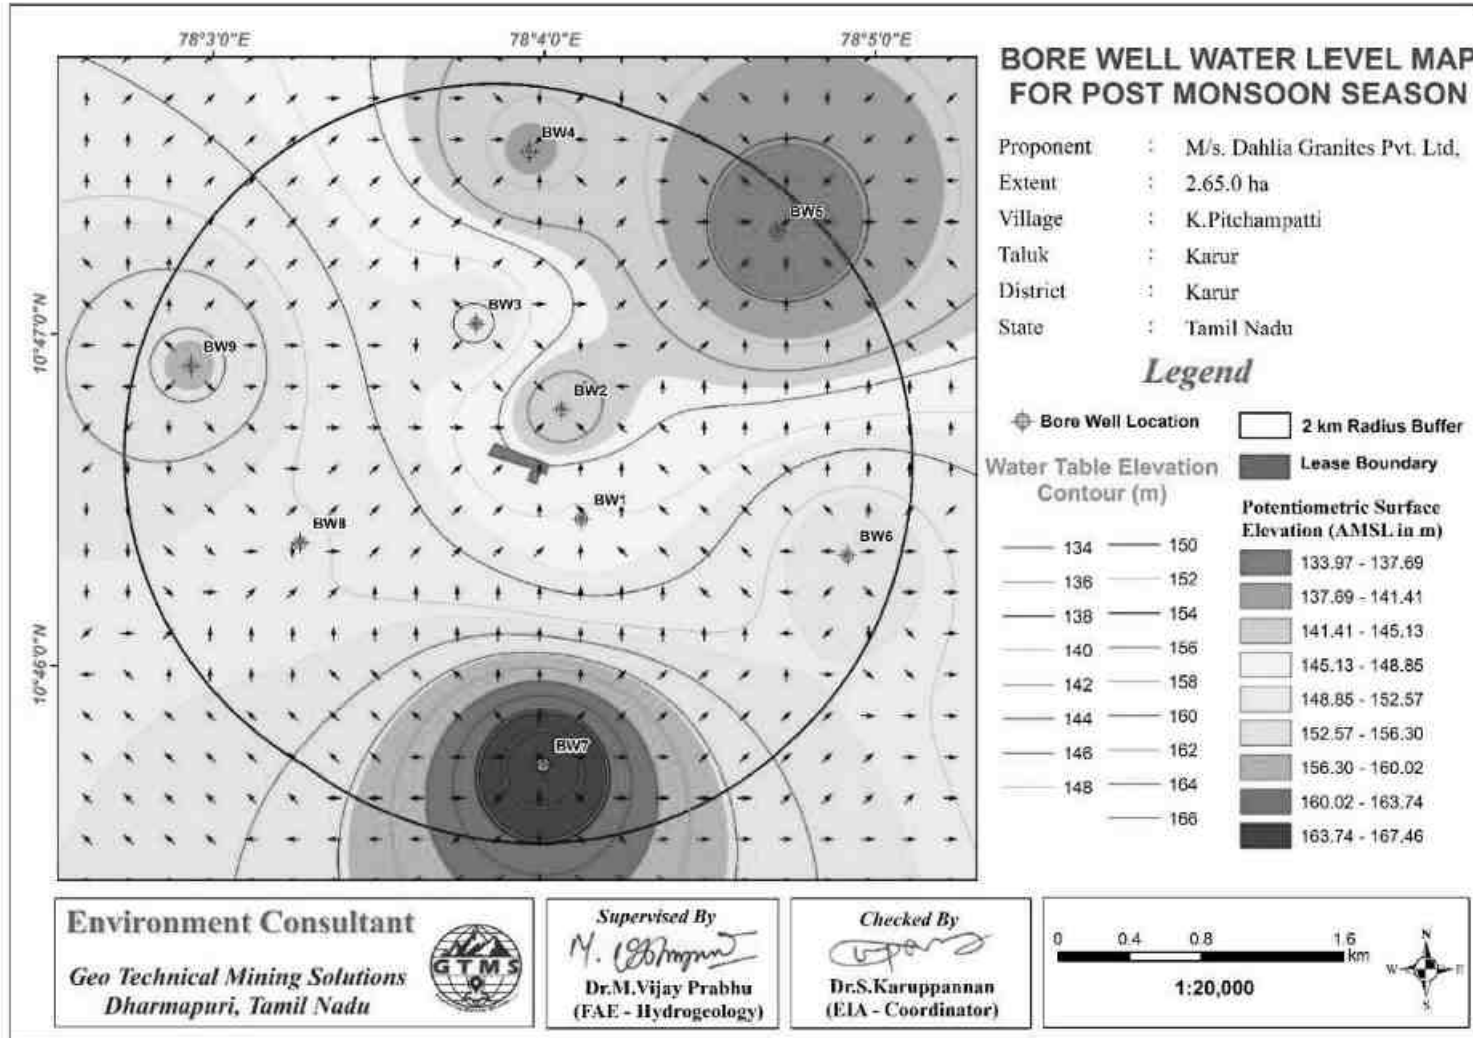 78°3'0"E 78°4'0"E 78°5'0"E
10°47'0"N
10°46'0"N
BW4
BW5
BW3
BW9
BW2
BW1
BW8
BW6
BW7
BORE WELL WATER LEVEL MAP
FOR POST MONSOON SEASON
Proponent : M/s. Dahlia Granites Pvt. Ltd,
Extent : 2.65.0 ha
Village : K.Pitchampatti
Taluk : Karur
District : Karur
State : Tamil Nadu
Legend
Bore Well Location
2 km Radius Buffer
Lease Boundary
Water Table Elevation
Contour (m)
134 150
136 152
138 154
140 156
142 158
144 160
146 162
148 164
166
Potentiometric Surface
Elevation (AMSL in m)
133.97 - 137.69
137.69 - 141.41
141.41 - 145.13
145.13 - 148.85
148.85 - 152.57
152.57 - 156.30
156.30 - 160.02
160.02 - 163.74
163.74 - 167.46
Environment Consultant
Geo Technical Mining Solutions
Dharmapuri, Tamil Nadu
GTMS
Supervised By
Dr.M.Vijay Prabhu
(FAE - Hydrogeology)
Checked By
Dr.S.Karuppannan
(EIA - Coordinator)
0 0.4 0.8 1.6
km
1:20,000
N
W E
S